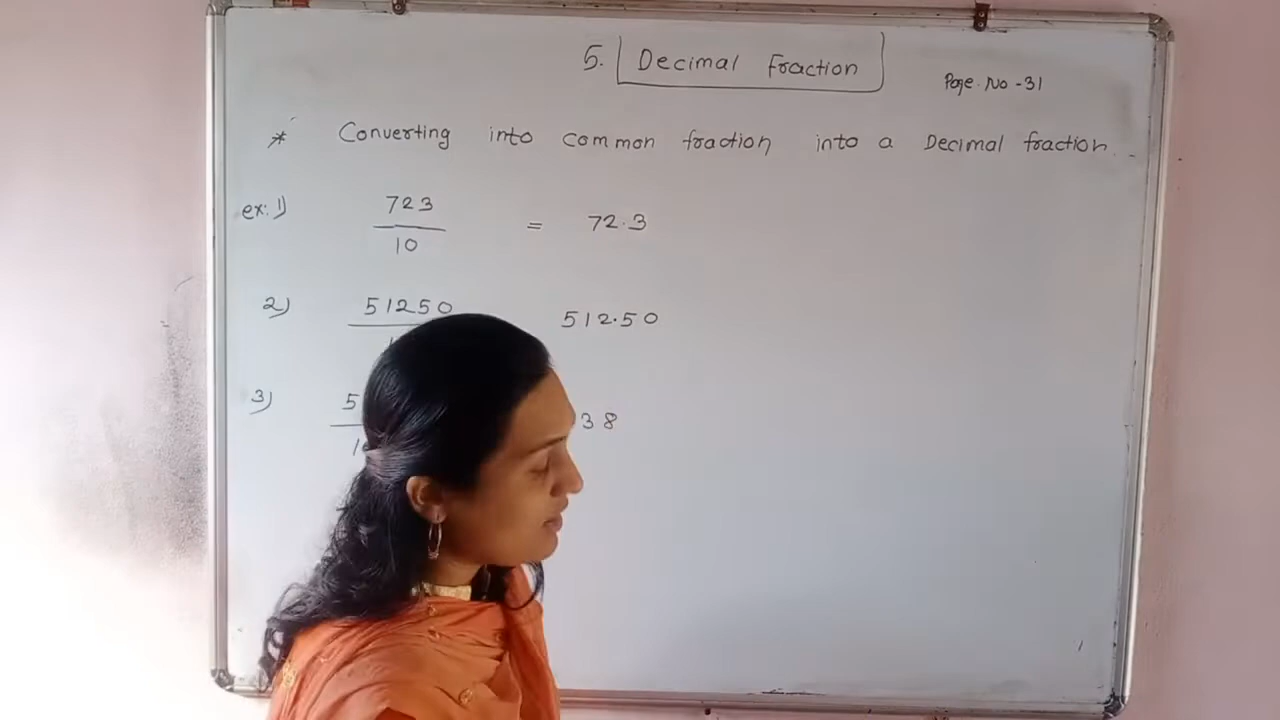 5. Decimal fraction
Page. No - 31
* Converting into common fraction into a Decimal fraction
ex: 1) 723/10 = 72.3
2) 51250 512.50
3) 5 38